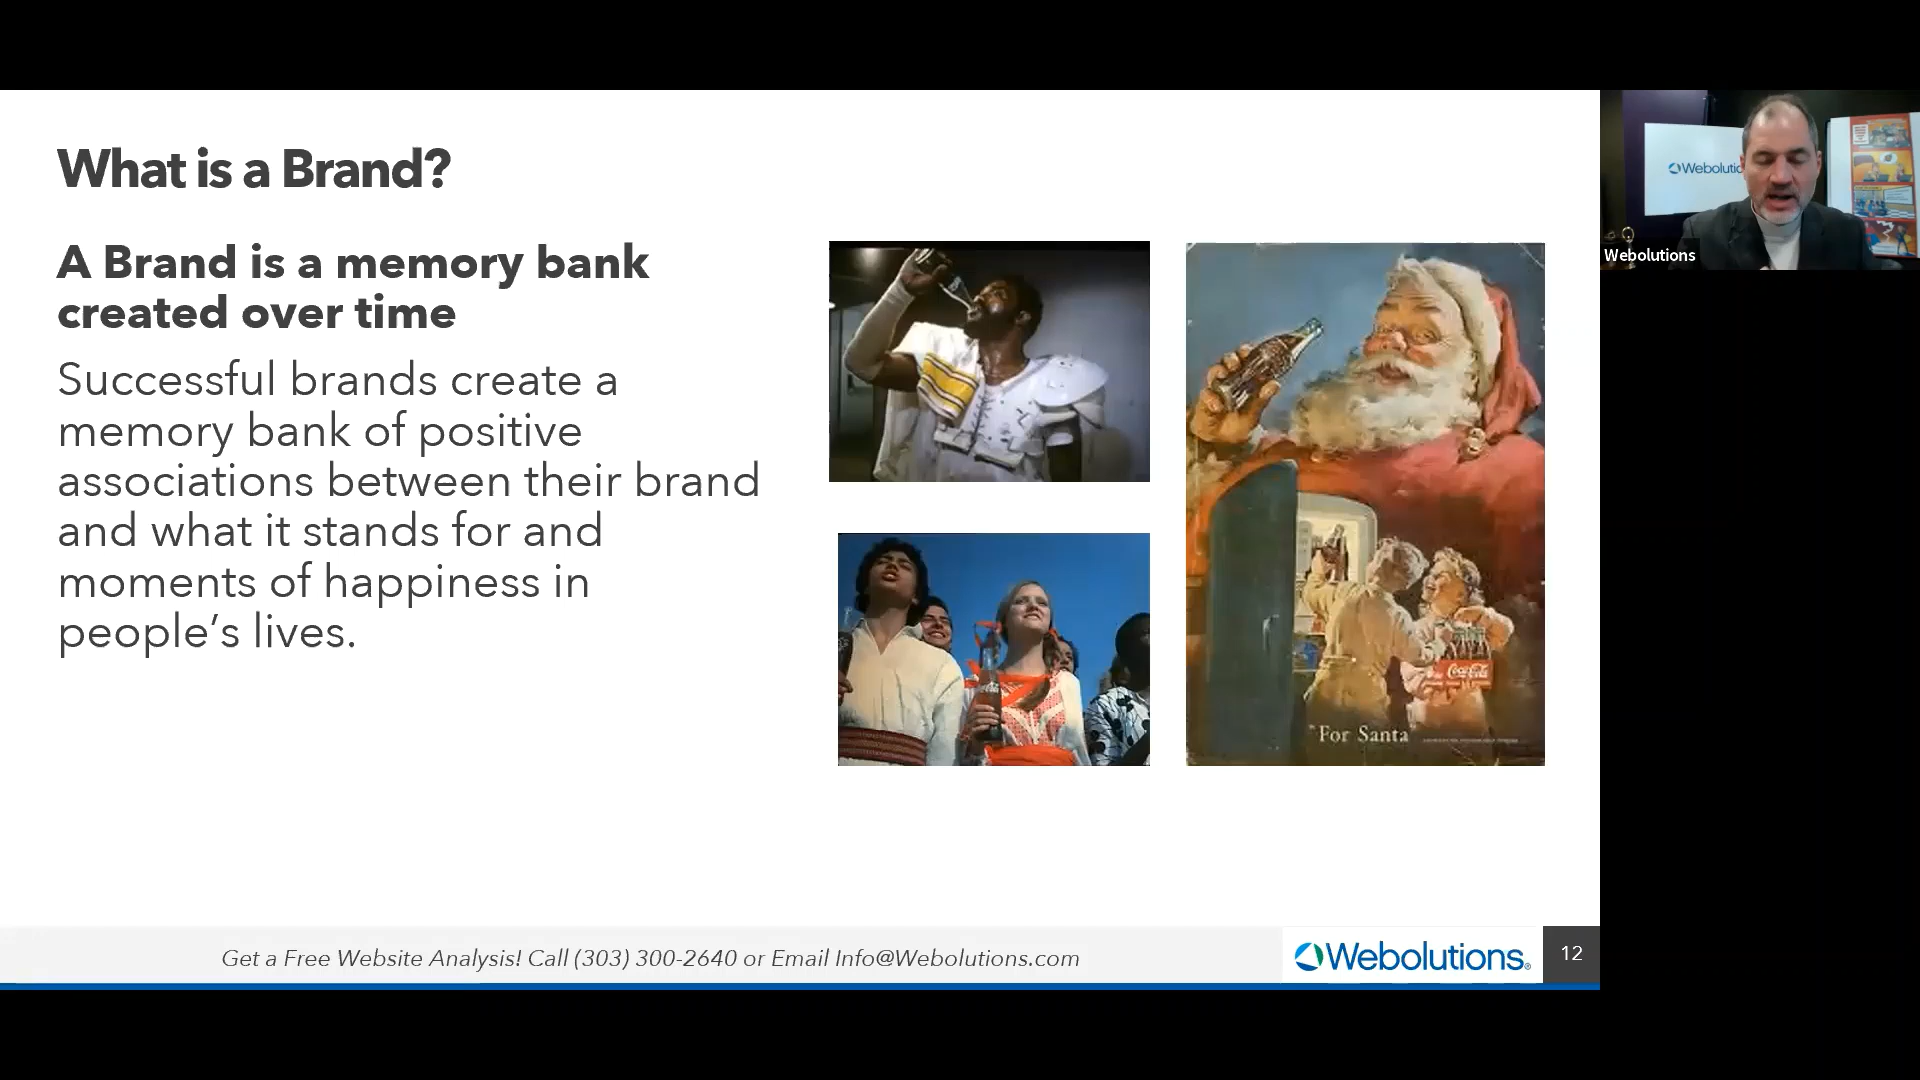 What is a Brand?
A Brand is a memory bank
created over time
Successful brands create a
memory bank of positive
associations between their brand
and what it stands for and
moments of happiness in
people's lives.
Coca-Cola
"For Santa"
Get a Free Website Analysis! Call (303) 300-2640 or Email Info@Webolutions.com
Webolutions®
12
Webolutio
Webolutions